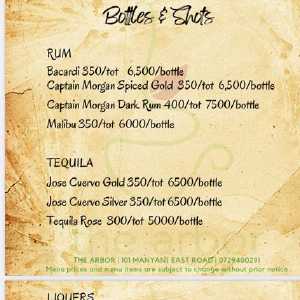 Bottles & Shots
RUM
Bacardi 350/tot 6,500/bottle
Captain Morgan Spiced Gold 350/tot 6,500/bottle
Captain Morgan Dark Rum 400/tot 7500/bottle
Malibu 350/tot 6000/bottle
TEQUILA
Jose Cuervo Gold 350/tot 6500/bottle
Jose Cuervo Silver 350/tot 6500/bottle
Tequila Rose 300/tot 5000/bottle
THE ARBOR | 101 MANYANI EAST ROAD | 0729400291
Menu prices and menu items are subject to change without prior notice.
LIQUERS